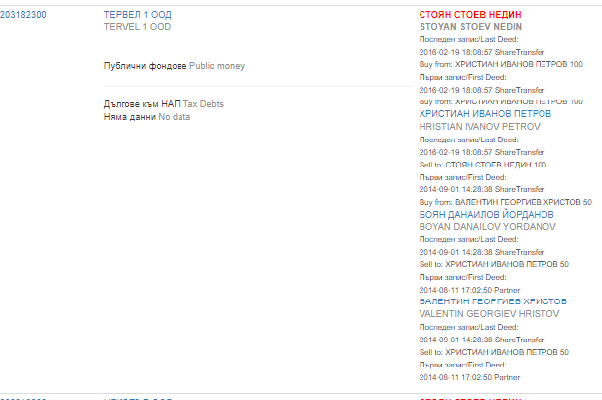 203182300
ТЕРВЕЛ 1 ООД
TERVEL 1 OOD
Публични фондове Public money
Дългове към НАП Tax Debts
Няма данни No data
СТОЯН СТОЕВ НЕДИН
STOYAN STOEV NEDIN
Последен запис/Last Deed:
2016-02-19 18:08:57 ShareTransfer
Buy from: ХРИСТИАН ИВАНОВ ПЕТРОВ 100
Първи запис/First Deed:
2016-02-19 18:08:57 ShareTransfer
Buy from: ХРИСТИАН ИВАНОВ ПЕТРОВ 100
ХРИСТИАН ИВАНОВ ПЕТРОВ
HRISTIAN IVANOV PETROV
Последен запис/Last Deed:
2016-02-19 18:08:57 ShareTransfer
Sell to: СТОЯН СТОЕВ НЕДИН 100
Първи запис/First Deed:
2014-09-01 14:28:38 ShareTransfer
Buy from: ВАЛЕНТИН ГЕОРГИЕВ ХРИСТОВ 50
БОЯН ДАНАИЛОВ ЙОРДАНОВ
BOYAN DANAILOV YORDANOV
Последен запис/Last Deed:
2014-09-01 14:28:38 ShareTransfer
Sell to: ХРИСТИАН ИВАНОВ ПЕТРОВ 50
Първи запис/First Deed:
2014-08-11 17:02:50 Partner
ВАЛЕНТИН ГЕОРГИЕВ ХРИСТОВ
VALENTIN GEORGIEV HRISTOV
Последен запис/Last Deed:
2014-09-01 14:28:38 ShareTransfer
Sell to: ХРИСТИАН ИВАНОВ ПЕТРОВ 50
Първи запис/First Deed:
2014-08-11 17:02:50 Partner